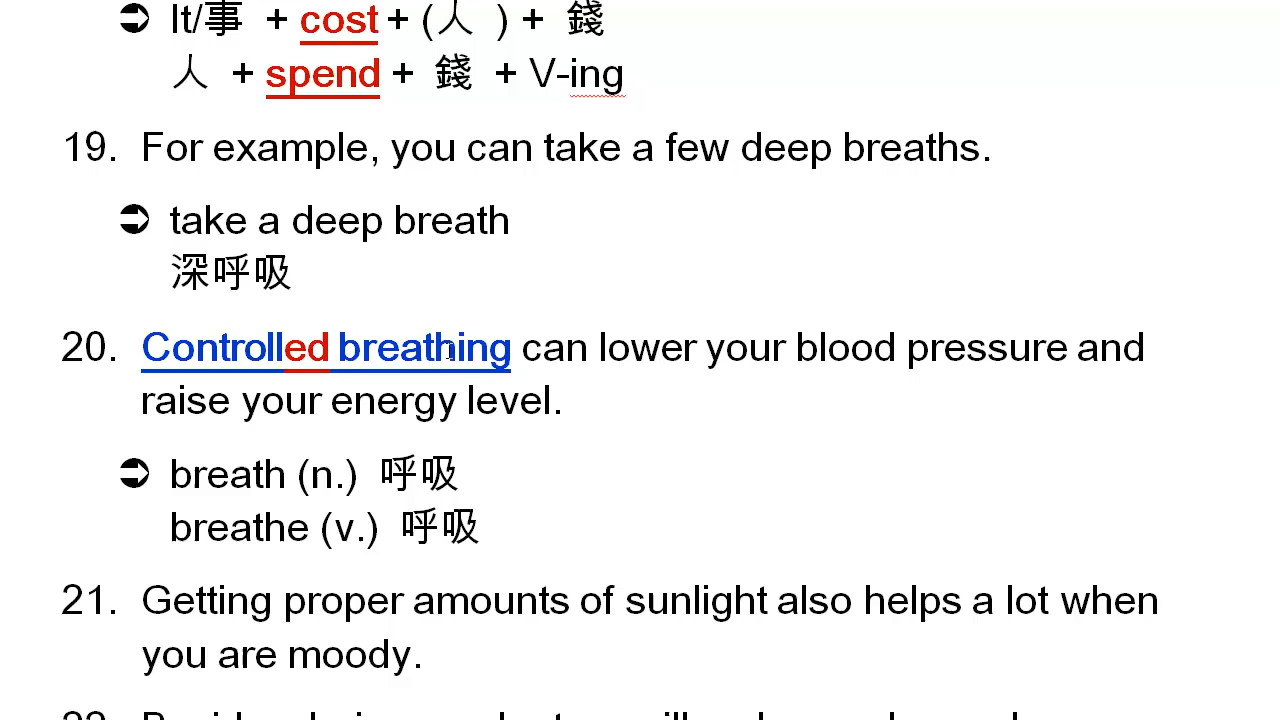 ➲ It/事 + cost + (人 ) + 錢
人 + spend + 錢 + V-ing
19. For example, you can take a few deep breaths.
➲ take a deep breath
深呼吸
20. Controlled breathing can lower your blood pressure and
raise your energy level.
➲ breath (n.) 呼吸
breathe (v.) 呼吸
21. Getting proper amounts of sunlight also helps a lot when
you are moody.